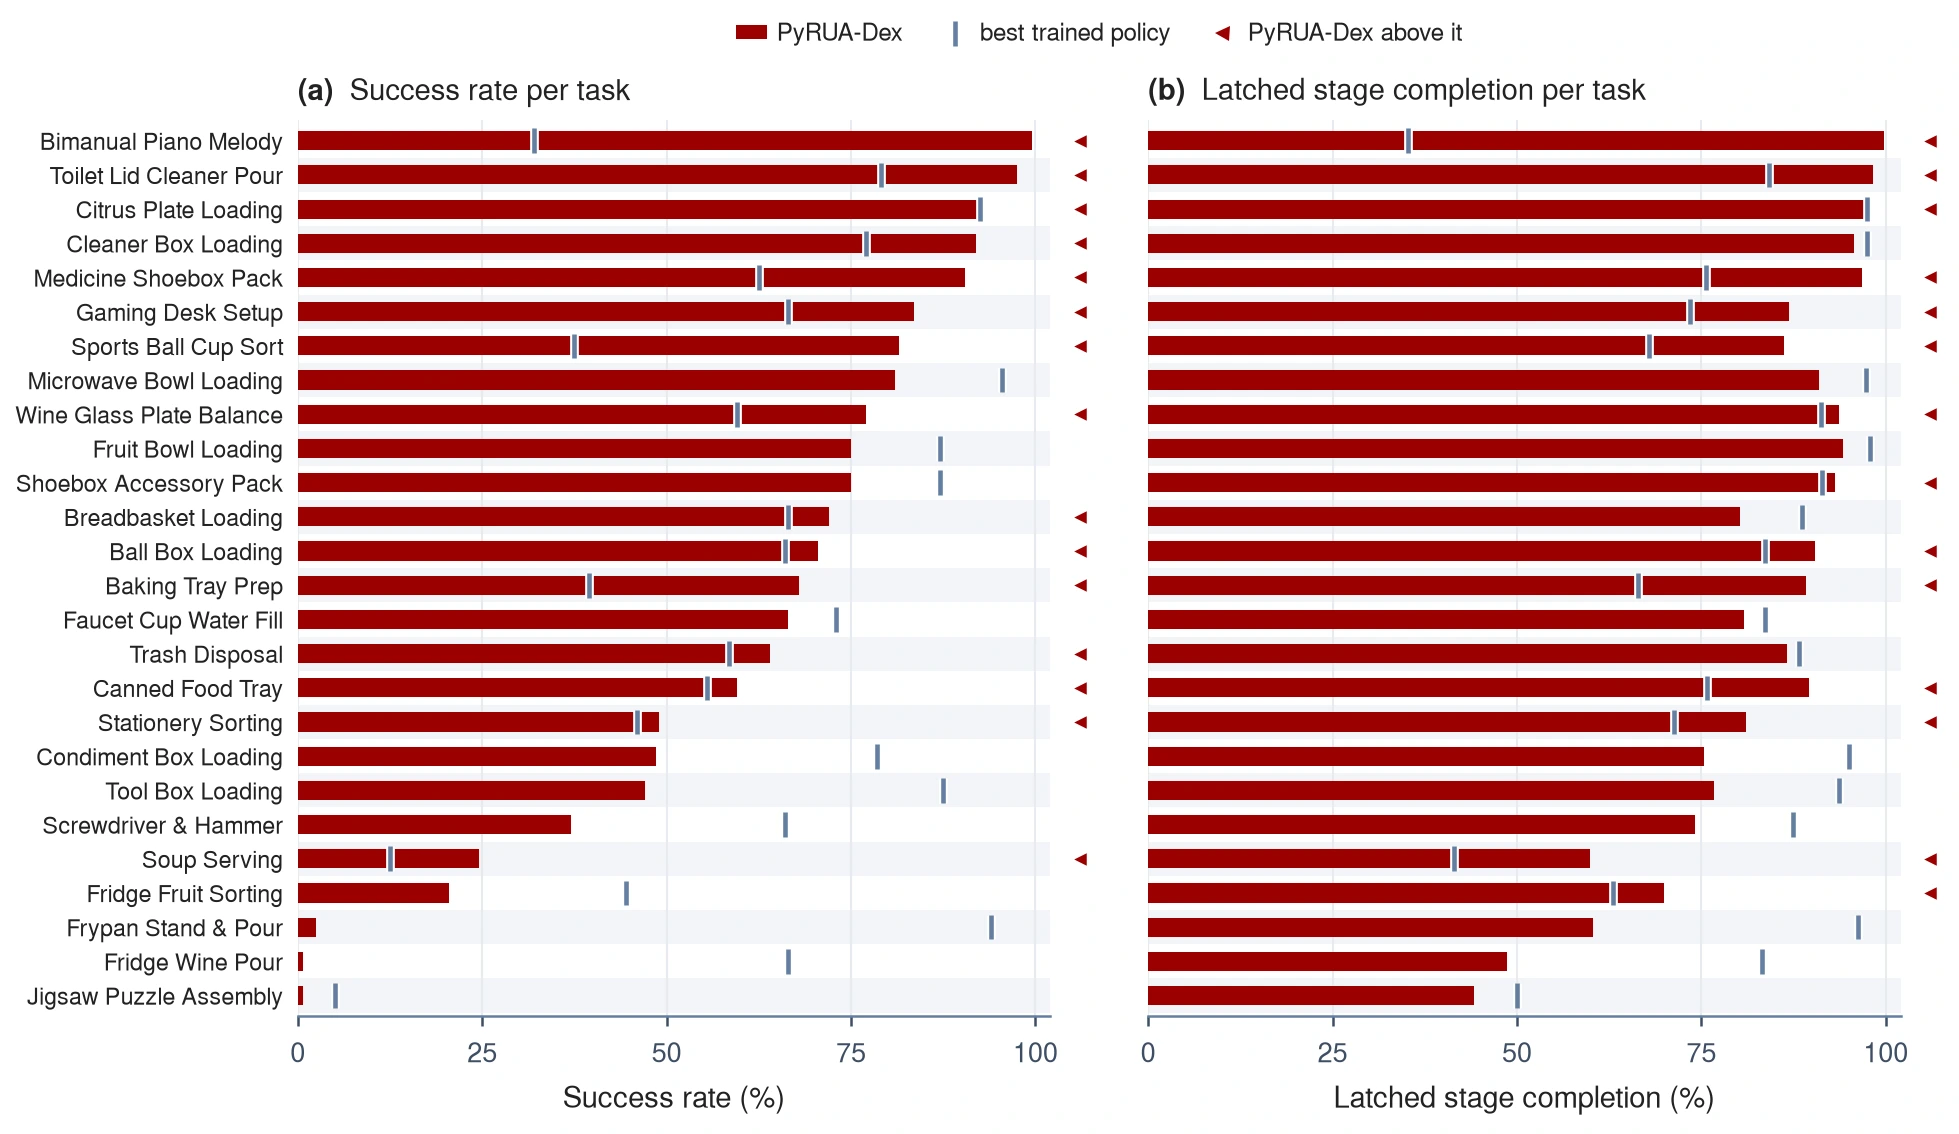 PyRUA-Dex best trained policy PyRUA-Dex above it
(a) Success rate per task
(b) Latched stage completion per task
Bimanual Piano Melody
Toilet Lid Cleaner Pour
Citrus Plate Loading
Cleaner Box Loading
Medicine Shoebox Pack
Gaming Desk Setup
Sports Ball Cup Sort
Microwave Bowl Loading
Wine Glass Plate Balance
Fruit Bowl Loading
Shoebox Accessory Pack
Breadbasket Loading
Ball Box Loading
Baking Tray Prep
Faucet Cup Water Fill
Trash Disposal
Canned Food Tray
Stationery Sorting
Condiment Box Loading
Tool Box Loading
Screwdriver & Hammer
Soup Serving
Fridge Fruit Sorting
Frypan Stand & Pour
Fridge Wine Pour
Jigsaw Puzzle Assembly
0 25 50 75 100
Success rate (%)
0 25 50 75 100
Latched stage completion (%)